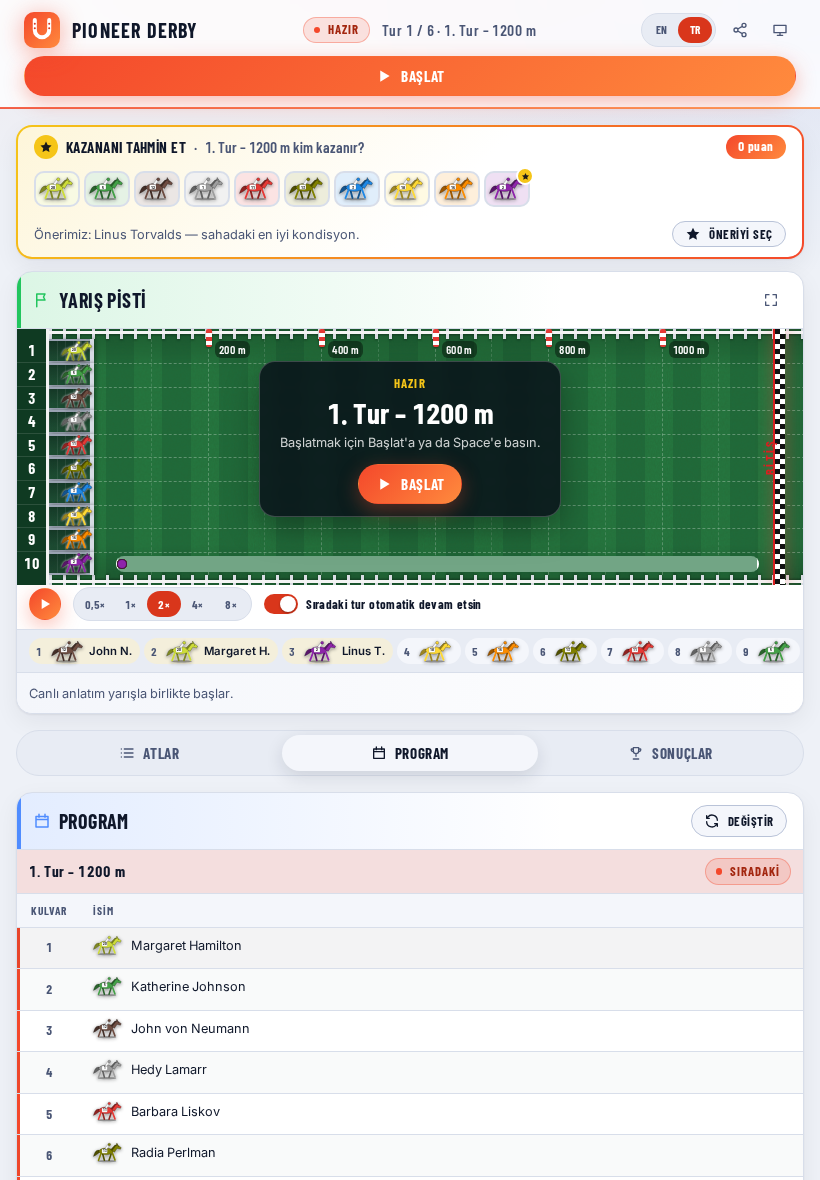 PIONEER DERBY
HAZIR
Tur 1 / 6 · 1. Tur – 1200 m
EN
TR
BAŞLAT
KAZANANI TAHMİN ET · 1. Tur – 1200 m kim kazanır?
0 puan
Önerimiz: Linus Torvalds — sahadaki en iyi kondisyon.
ÖNERİYİ SEÇ
YARIŞ PİSTİ
200 m
400 m
600 m
800 m
1000 m
1
2
3
4
5
6
7
8
9
10
HAZIR
1. Tur – 1200 m
Başlatmak için Başlat'a ya da Space'e basın.
BAŞLAT
0,5×
1×
2×
4×
8×
Sıradaki tur otomatik devam etsin
1 John N.
2 Margaret H.
3 Linus T.
4
5
6
7
8
9
Canlı anlatım yarışla birlikte başlar.
ATLAR
PROGRAM
SONUÇLAR
PROGRAM
DEĞİŞTİR
1. Tur – 1200 m
SIRADAKİ
KULVAR
İSİM
1 Margaret Hamilton
2 Katherine Johnson
3 John von Neumann
4 Hedy Lamarr
5 Barbara Liskov
6 Radia Perlman